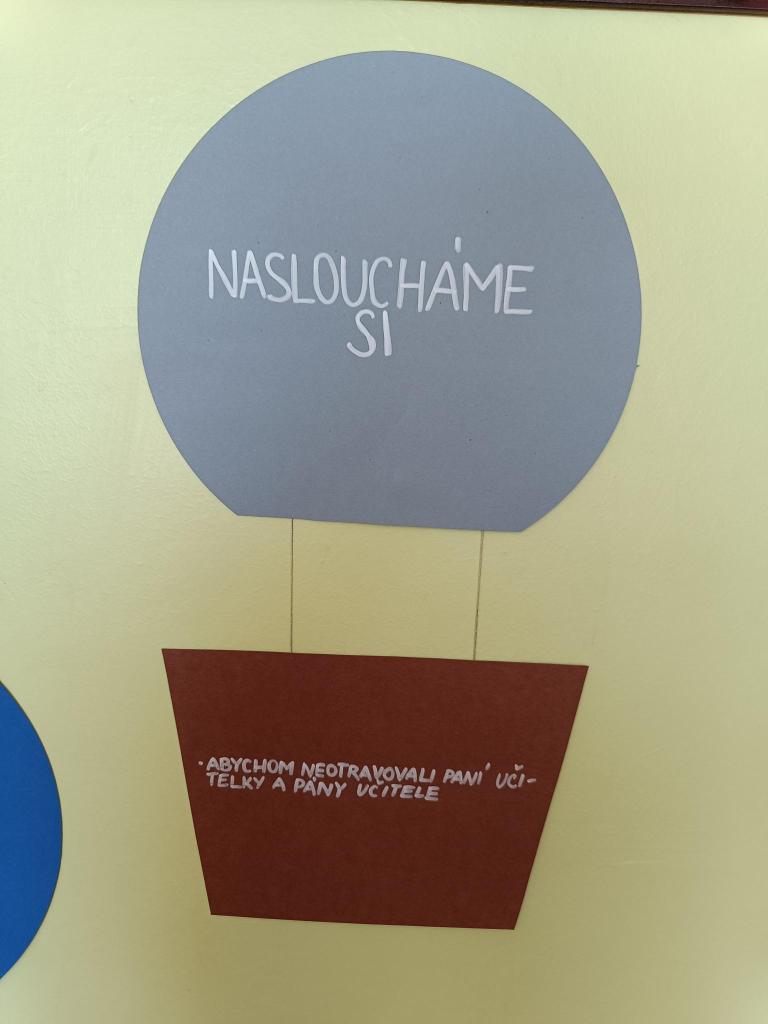 NASLOUCHÁME
SI
·ABYCHOM NEOTRAVOVALI PANÍ UČI-
TELKY A PÁNY UČITELE